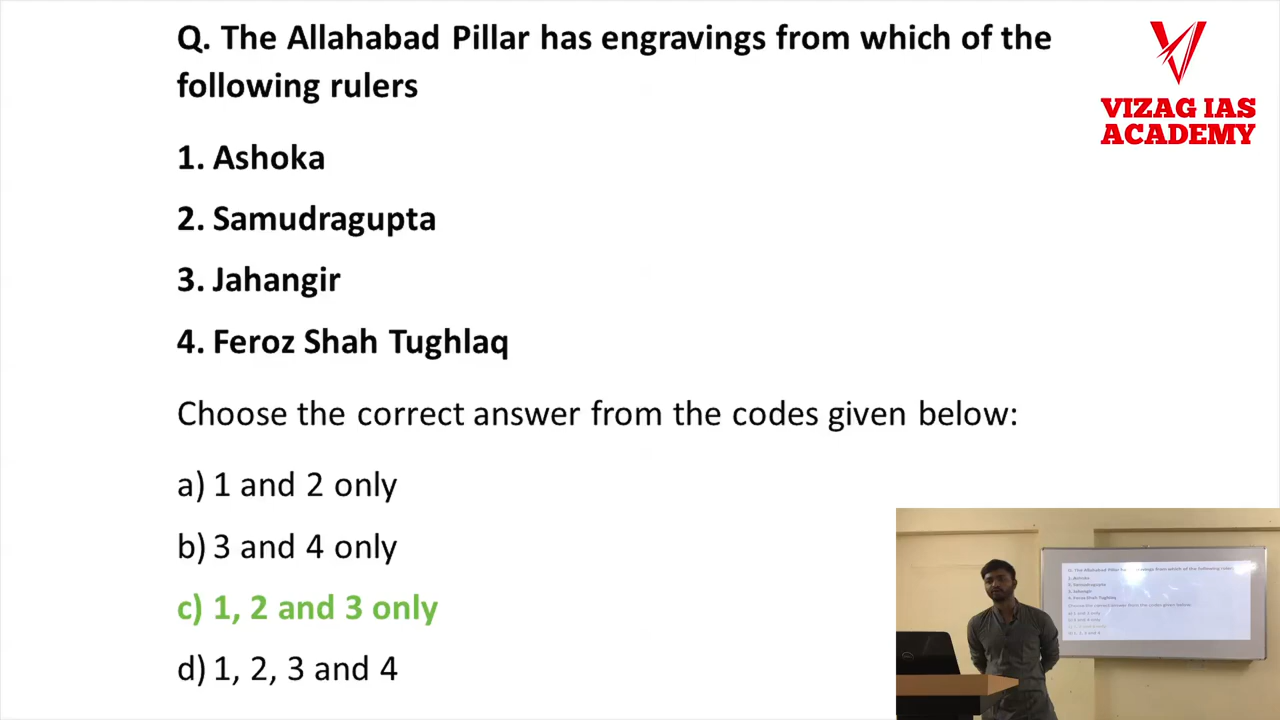 Q. The Allahabad Pillar has engravings from which of the
following rulers
VIZAG IAS
ACADEMY
1. Ashoka
2. Samudragupta
3. Jahangir
4. Feroz Shah Tughlaq
Choose the correct answer from the codes given below:
a) 1 and 2 only
b) 3 and 4 only
c) 1, 2 and 3 only
d) 1, 2, 3 and 4